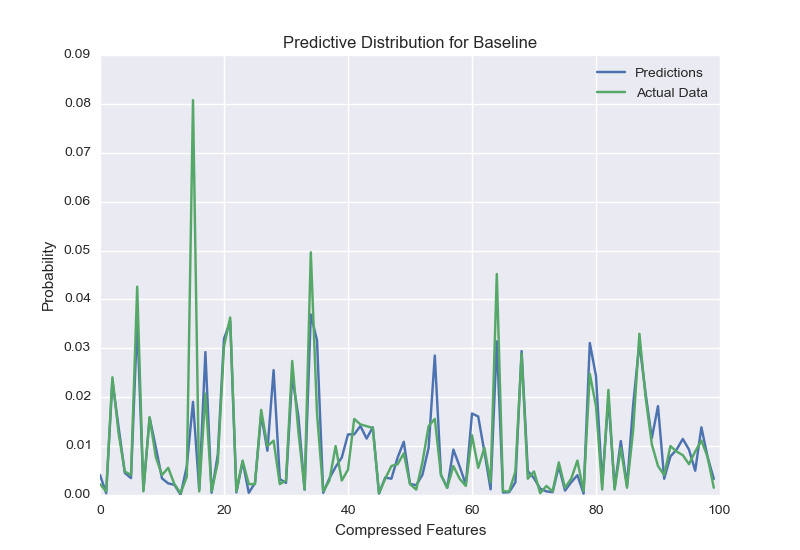 Predictive Distribution for Baseline
0.09
0.08
0.07
0.06
0.05
0.04
0.03
0.02
0.01
0.00
Probability
Predictions
Actual Data
0 20 40 60 80 100
Compressed Features